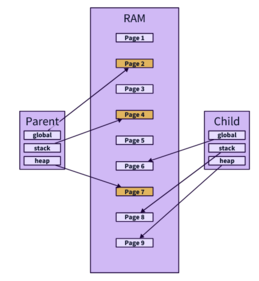 RAM
Page 1
Page 2
Page 3
Page 4
Page 5
Page 6
Page 7
Page 8
Page 9
Parent
global
stack
heap
Child
global
stack
heap